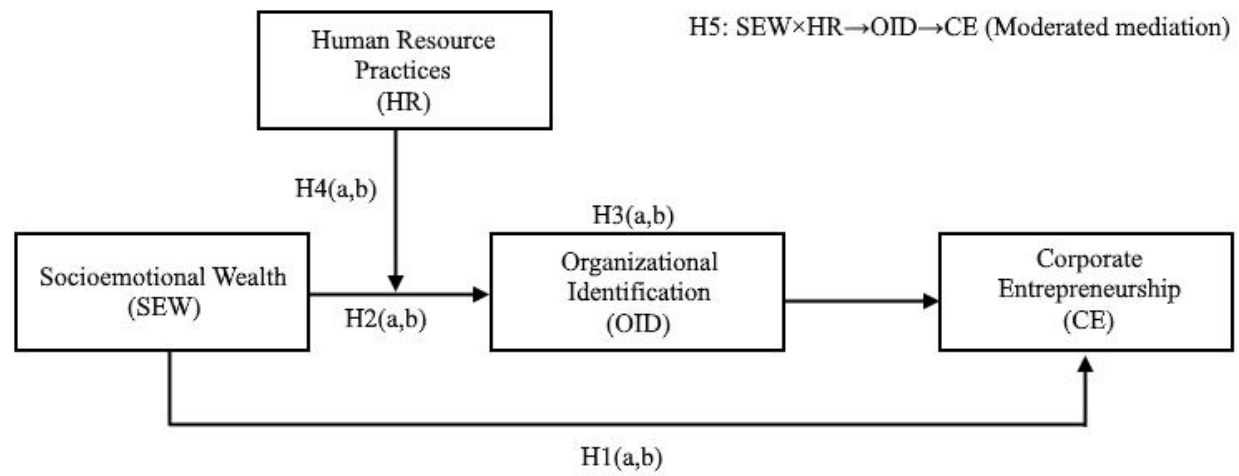 Human Resource
Practices
(HR)
H5: SEW×HR→OID→CE (Moderated mediation)
H4(a,b)
H3(a,b)
Socioemotional Wealth
(SEW)
H2(a,b)
Organizational
Identification
(OID)
Corporate
Entrepreneurship
(CE)
H1(a,b)